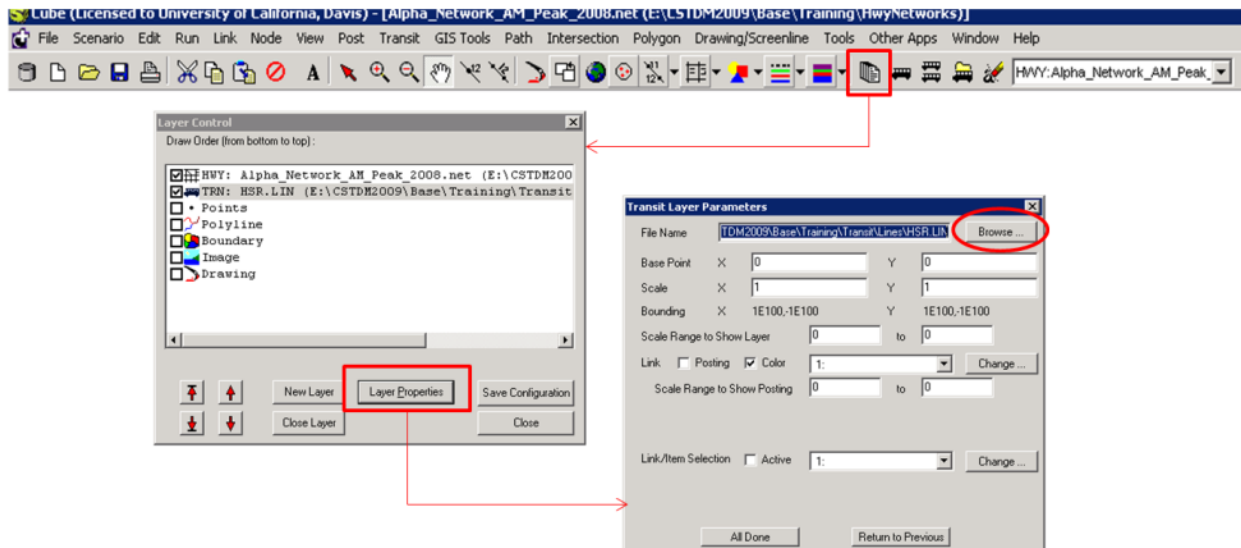 Cube (Licensed to University of California, Davis) - [Alpha_Network_AM_Peak_2008.net (E:\CSTDM2009\Base\Training\HwyNetworks)]
File Scenario Edit Run Link Node View Post Transit GIS Tools Path Intersection Polygon Drawing/Screenline Tools Other Apps Window Help
A 12 11 12 HWY:Alpha_Network_AM_Peak_
Layer Control
Draw Order (from bottom to top) :
HWY: Alpha_Network_AM_Peak_2008.net (E:\CSTDM200
TRN: HSR.LIN (E:\CSTDM2009\Base\Training\Transit
Points
Polyline
Boundary
Image
Drawing
New Layer Layer Properties Save Configuration
Close Layer Close
Transit Layer Parameters
File Name TDM2009\Base\Training\Transit\Lines\HSR.LIN Browse ...
Base Point X 0 Y 0
Scale X 1 Y 1
Bounding X 1E100,-1E100 Y 1E100,-1E100
Scale Range to Show Layer 0 to 0
Link Posting Color 1: Change ...
Scale Range to Show Posting 0 to 0
Link/Item Selection Active 1: Change ...
All Done Return to Previous